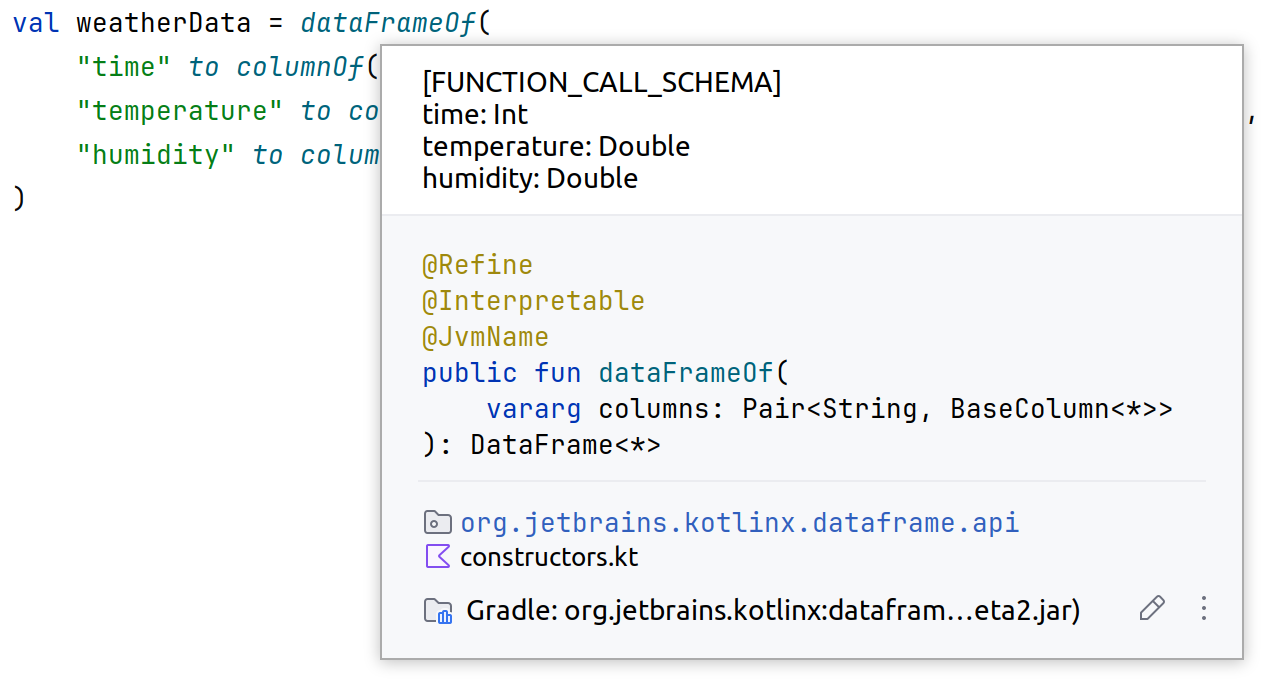 val weatherData = dataFrameOf(
"time" to columnOf(
"temperature" to co
,
"humidity" to colum
)
[FUNCTION_CALL_SCHEMA]
time: Int
temperature: Double
humidity: Double
@Refine
@Interpretable
@JvmName
public fun dataFrameOf(
vararg columns: Pair<String, BaseColumn<*>>
): DataFrame<*>
org.jetbrains.kotlinx.dataframe.api
constructors.kt
Gradle: org.jetbrains.kotlinx:datafram…eta2.jar)